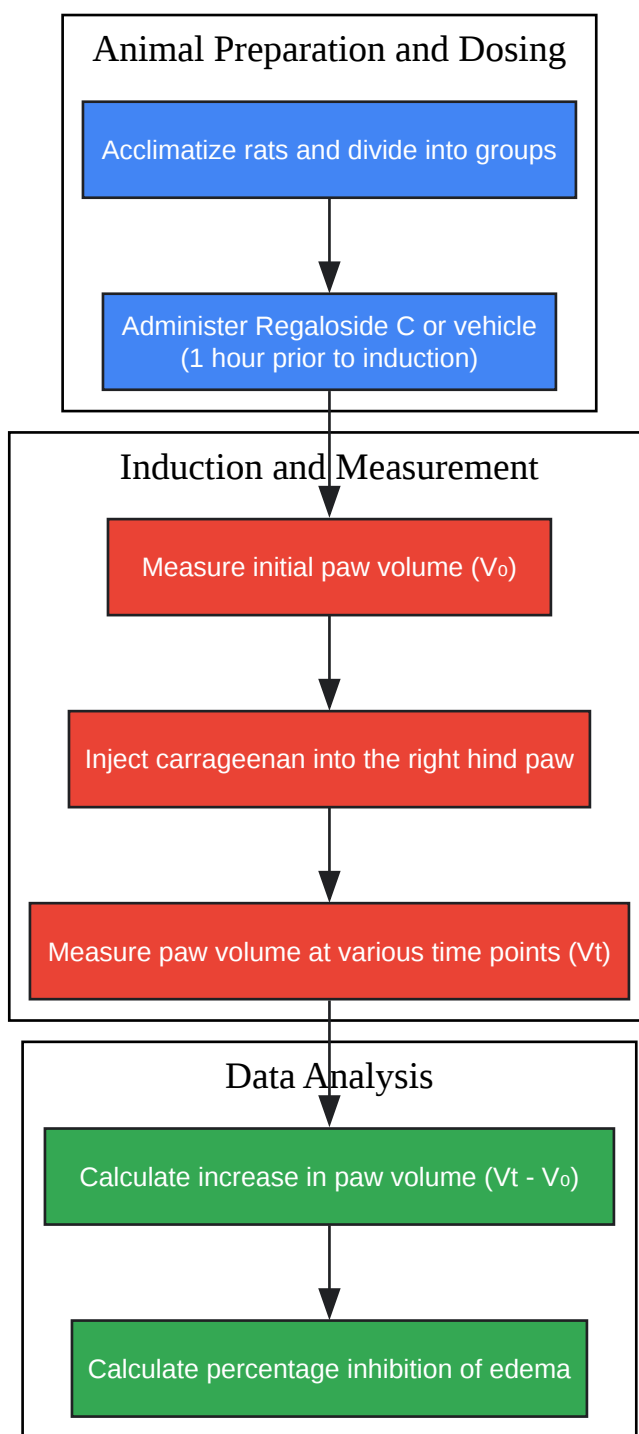 Animal Preparation and Dosing
Acclimatize rats and divide into groups
Administer Regaloside C or vehicle
(1 hour prior to induction)
Induction and Measurement
Measure initial paw volume (V₀)
Inject carrageenan into the right hind paw
Measure paw volume at various time points (Vt)
Data Analysis
Calculate increase in paw volume (Vt - V₀)
Calculate percentage inhibition of edema